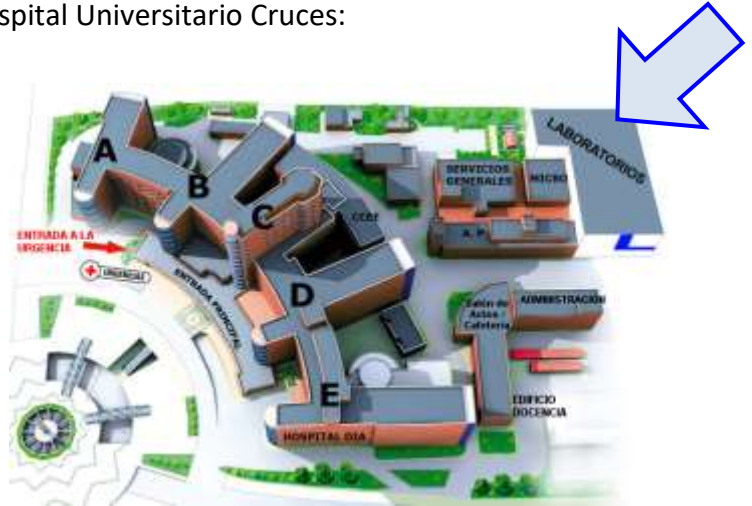 spital Universitario Cruces:
LABORATORIOS
A
SERVICIOS
GENERALES
MICRO
B
C
CCEE
ENTRADA A LA
URGENCIA
URGENCIAS
A. P.
ENTRADA PRINCIPAL
D
Salón de
Actos /
Cafetería
ADMINISTRACIÓN
E
EDIFICIO
DOCENCIA
HOSPITAL DIA